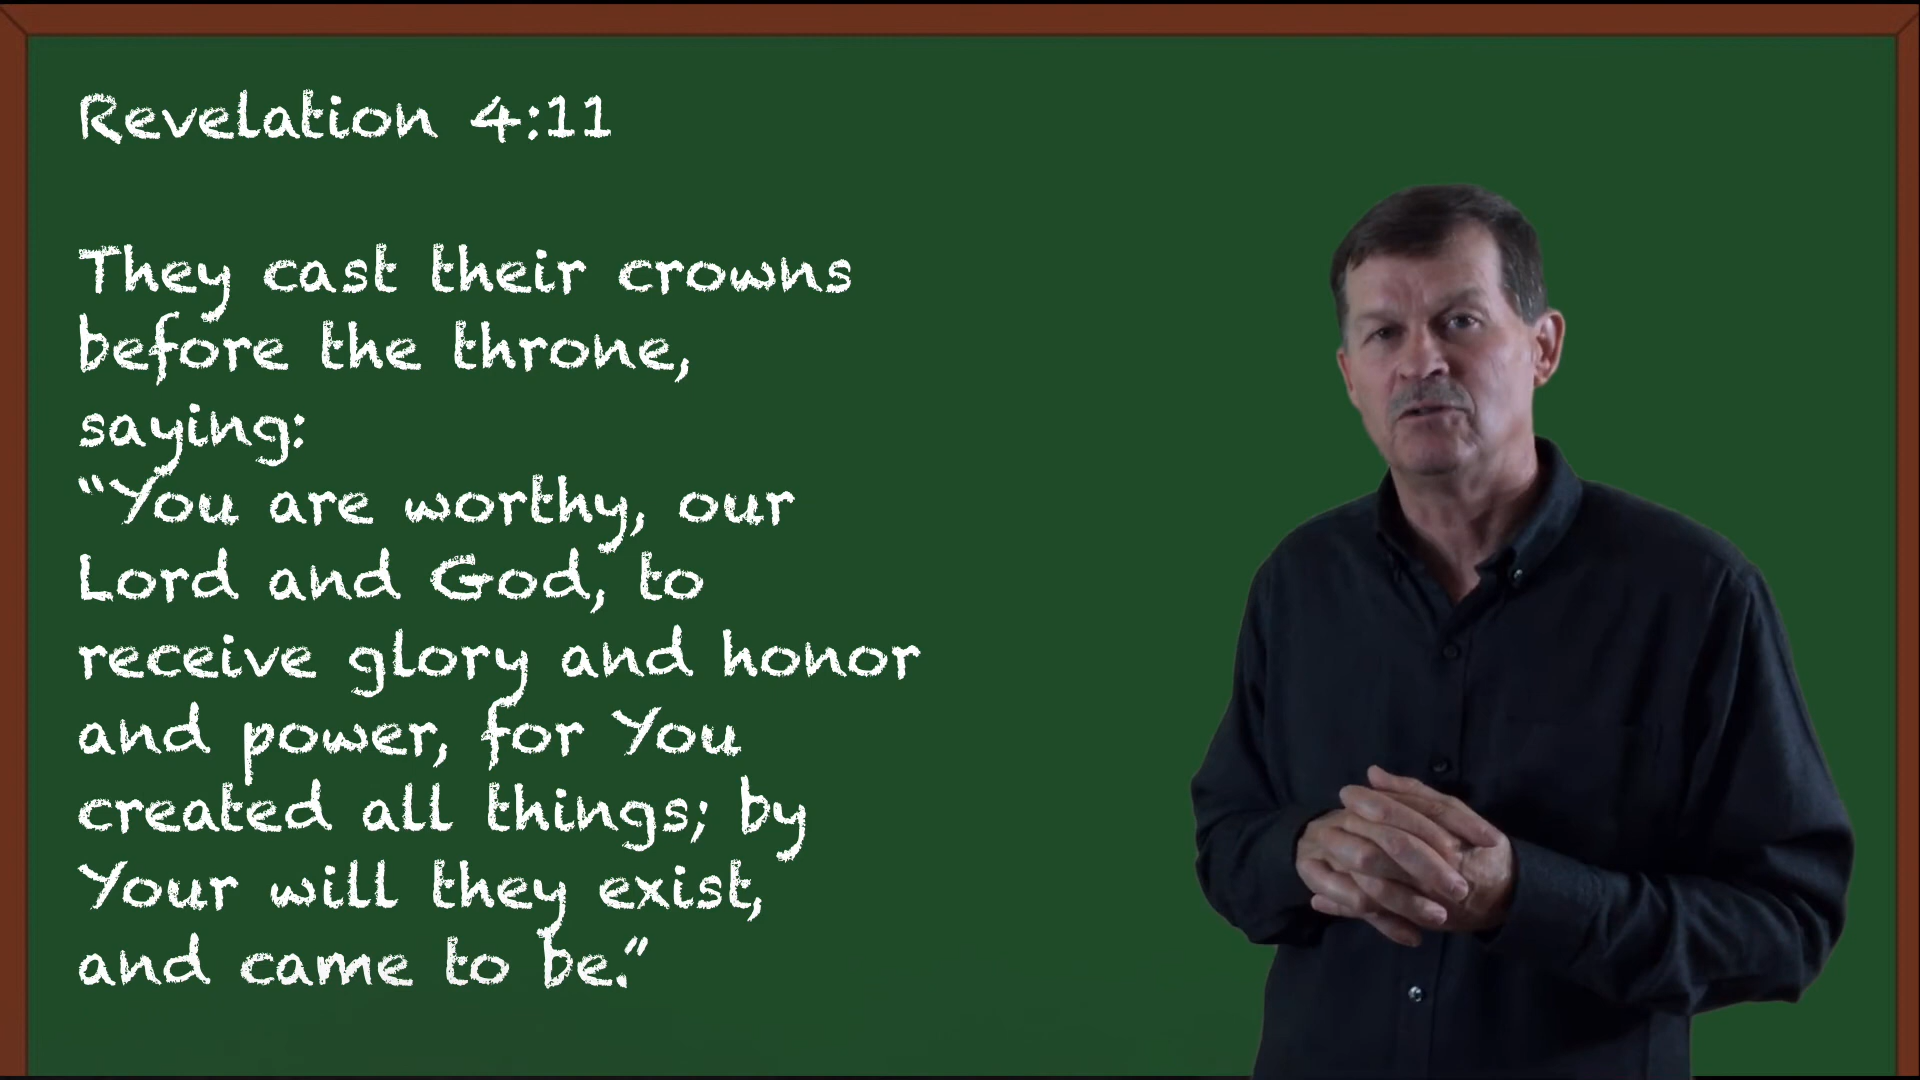 Revelation 4:11
They cast their crowns
before the throne,
saying:
“You are worthy, our
Lord and God, to
receive glory and honor
and power, for You
created all things; by
Your will they exist,
and came to be.”